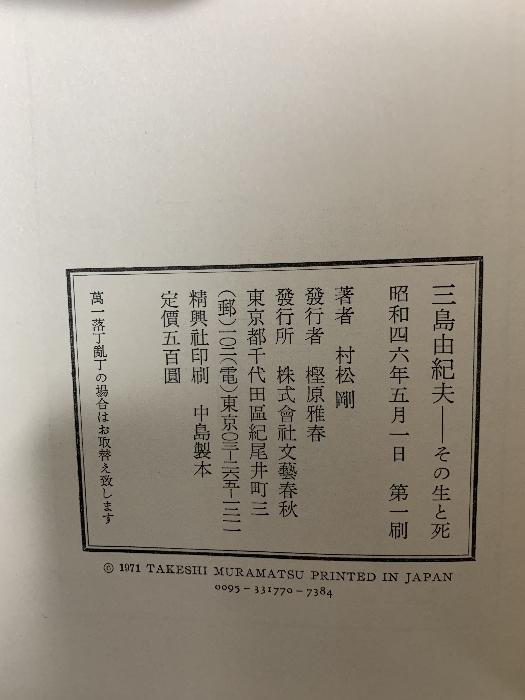 三島由紀夫――その生と死
昭和四六年五月一日　第一刷
著者　村松剛
發行者　樫原雅春
發行所　株式會社文藝春秋
東京都千代田區紀尾井町三
(郵)一〇二(電)東京〇三―二六五―一二一一
精興社印刷　中島製本
定價五百圓
萬一落丁亂丁の場合はお取替え致します
© 1971 TAKESHI MURAMATSU PRINTED IN JAPAN
0095-331770-7384